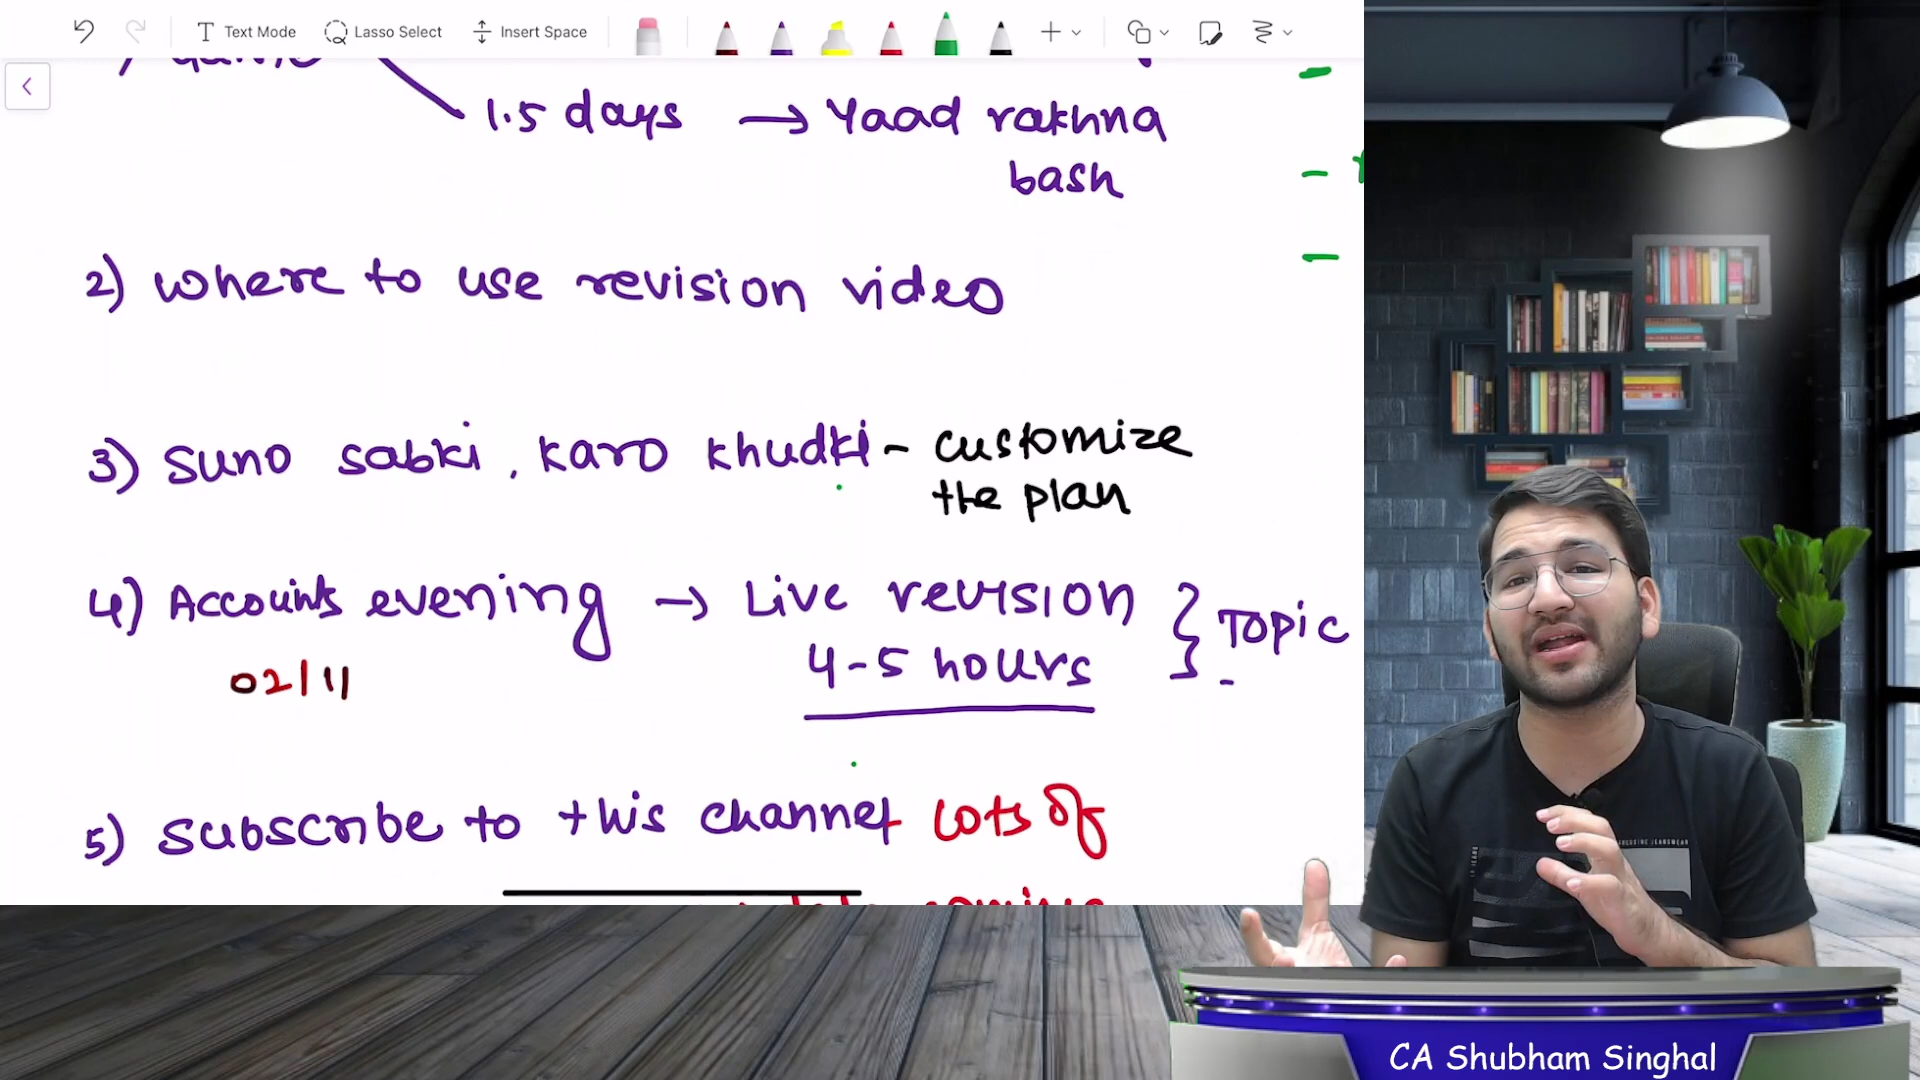 Text Mode Lasso Select Insert Space
1.5 days → Yaad rakhna
bash
2) where to use revision video
3) suno sabki, karo khudki - customize
the plan
4) Accounts evening → Live revision } Topic
4-5 hours
02/11
5) subscribe to this channel lots of
coming
CA Shubham Singhal